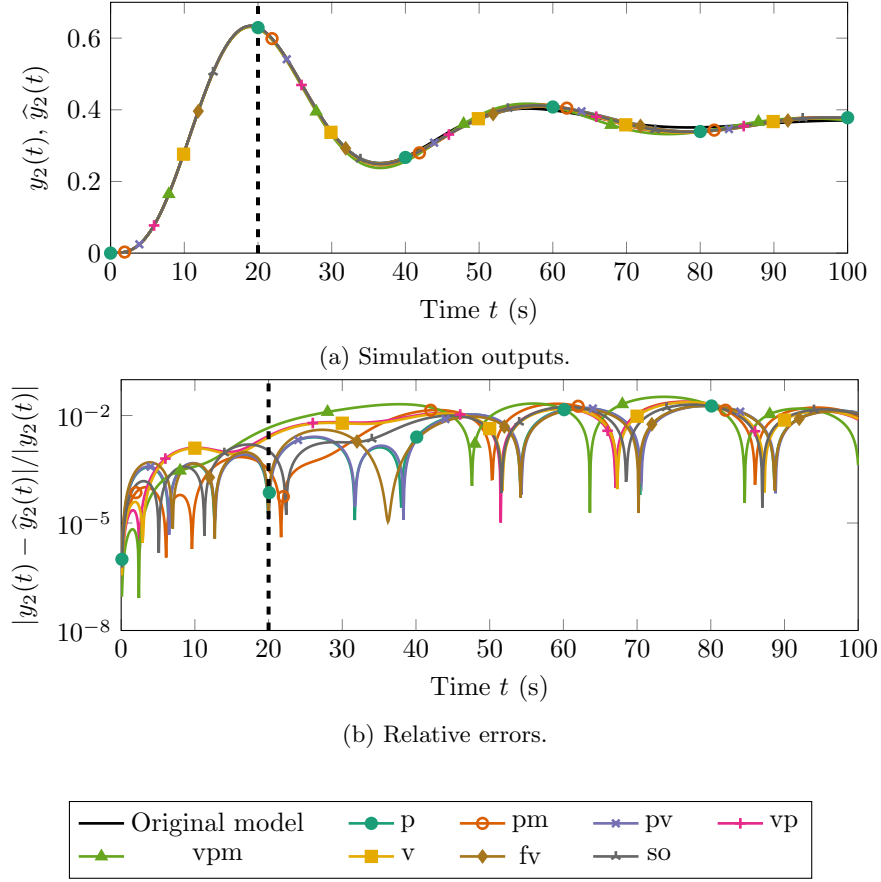 0.6
0.4
0.2
0
y₂(t), ŷ₂(t)
0 10 20 30 40 50 60 70 80 90 100
Time t (s)
(a) Simulation outputs.
10⁻²
10⁻⁵
10⁻⁸
|y₂(t) − ŷ₂(t)|/|y₂(t)|
0 10 20 30 40 50 60 70 80 90 100
Time t (s)
(b) Relative errors.
Original model p pm pv vp
vpm v fv so